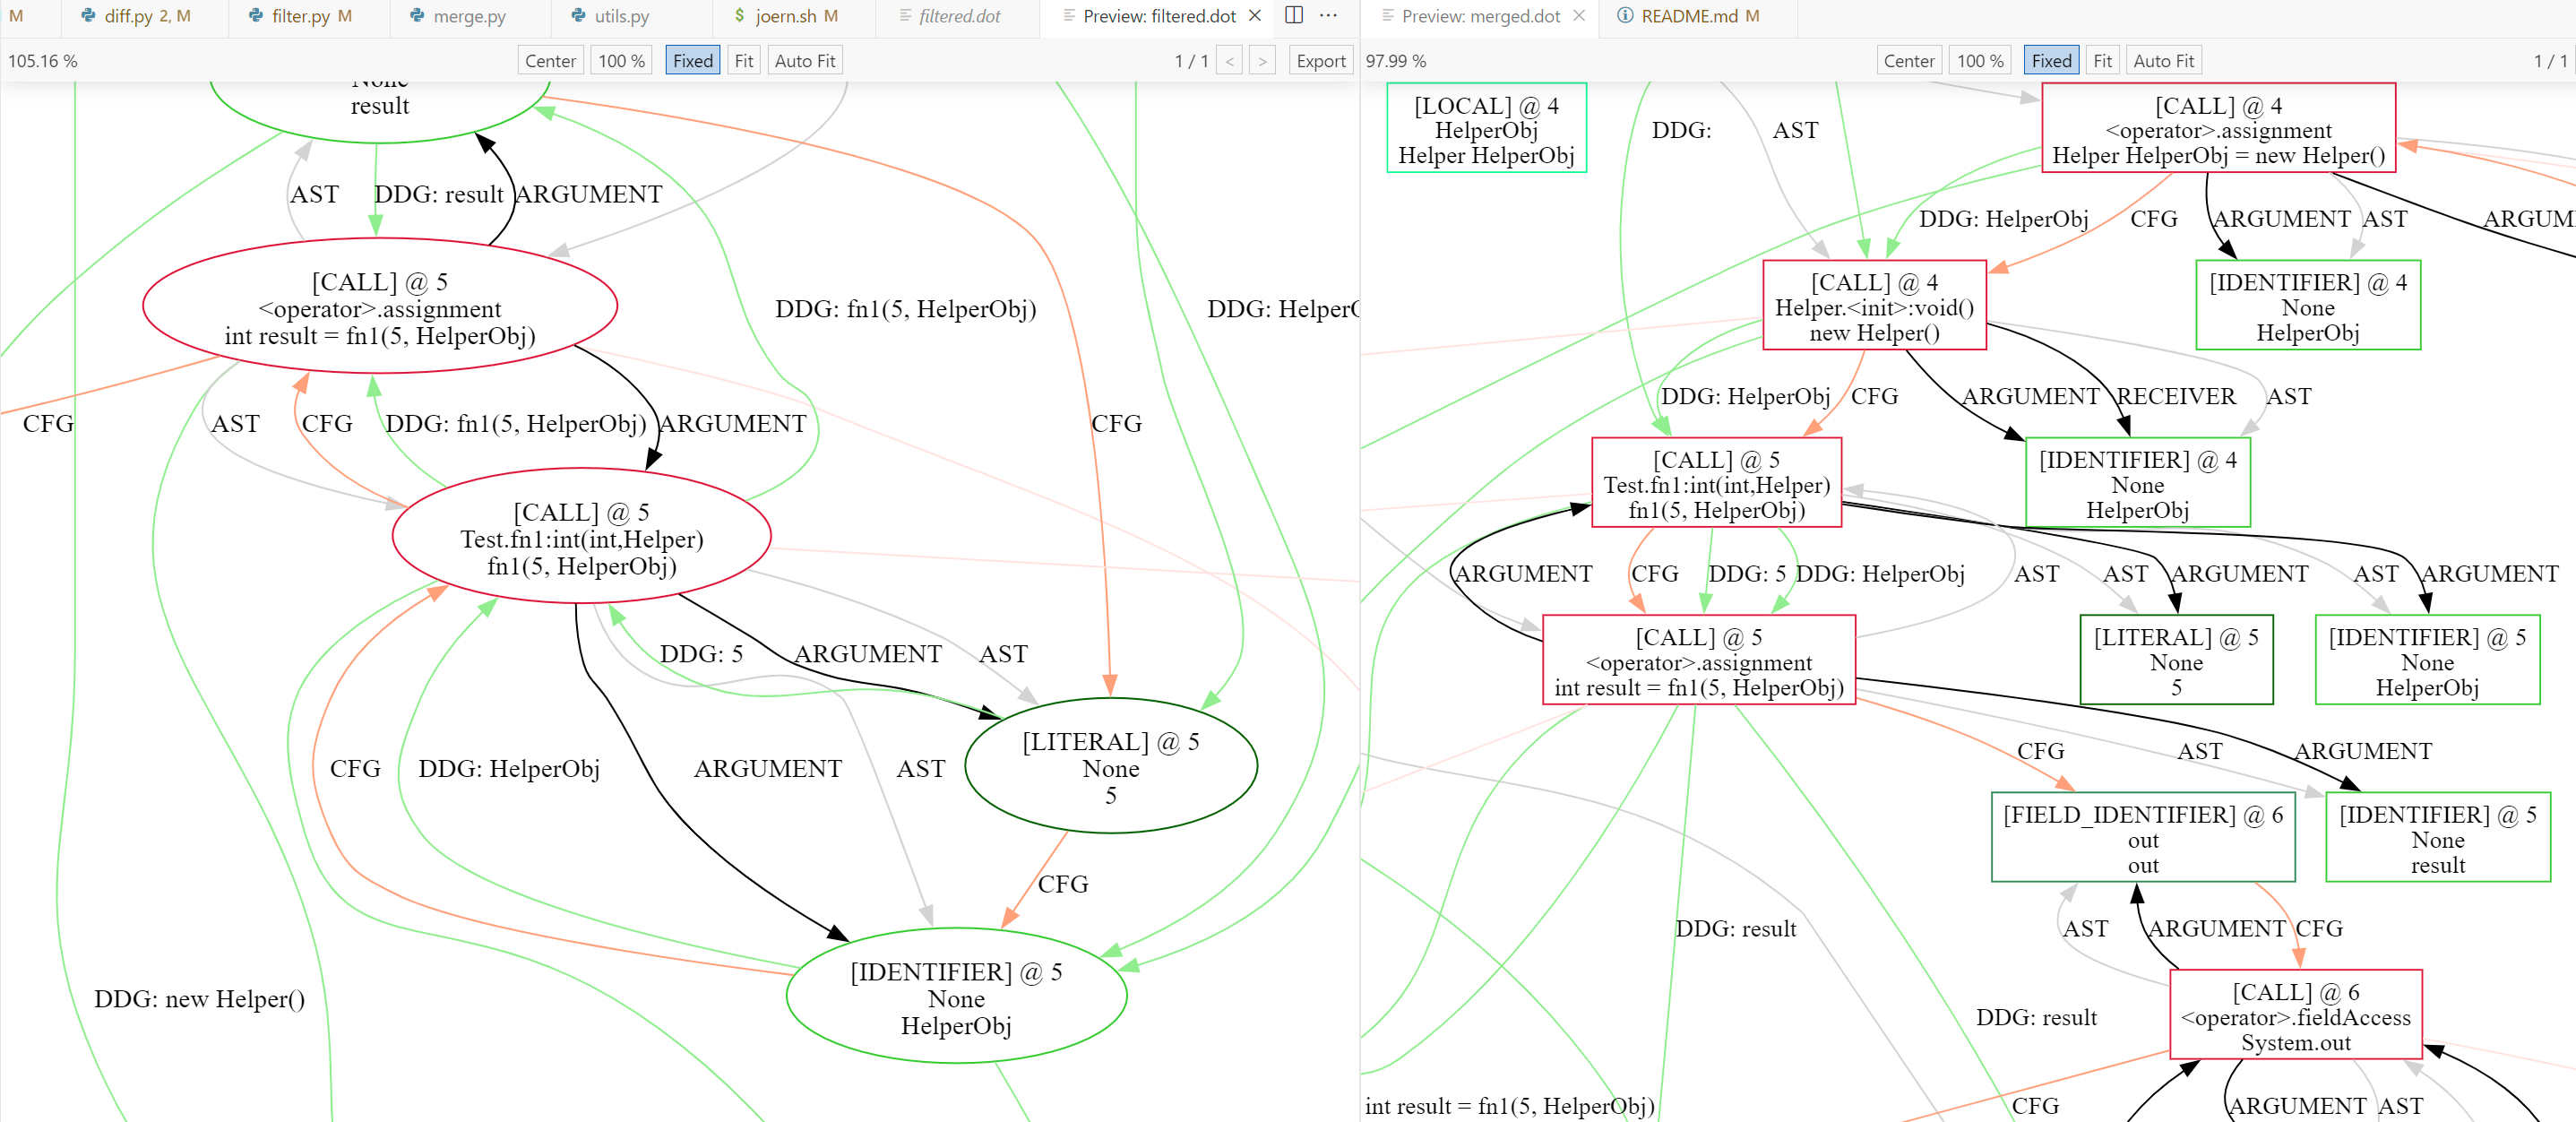 M
diff.py 2, M
filter.py M
merge.py
utils.py
$ joern.sh M
filtered.dot
Preview: filtered.dot
Preview: merged.dot
README.md M
105.16 %
Center
100 %
Fixed
Fit
Auto Fit
1 / 1
<
>
Export
97.99 %
Center
100 %
Fixed
Fit
Auto Fit
1 / 1
None
result
AST
DDG: result
ARGUMENT
[CALL] @ 5
<operator>.assignment
int result = fn1(5, HelperObj)
DDG: fn1(5, HelperObj)
DDG: HelperO
CFG
AST
CFG
DDG: fn1(5, HelperObj)
ARGUMENT
CFG
[CALL] @ 5
Test.fn1:int(int,Helper)
fn1(5, HelperObj)
DDG: 5
ARGUMENT
AST
CFG
DDG: HelperObj
ARGUMENT
AST
[LITERAL] @ 5
None
5
CFG
[IDENTIFIER] @ 5
None
HelperObj
DDG: new Helper()
[LOCAL] @ 4
HelperObj
Helper HelperObj
DDG:
AST
[CALL] @ 4
<operator>.assignment
Helper HelperObj = new Helper()
DDG: HelperObj
CFG
ARGUMENT
AST
ARGUM
[CALL] @ 4
Helper.<init>:void()
new Helper()
[IDENTIFIER] @ 4
None
HelperObj
DDG: HelperObj
CFG
ARGUMENT
RECEIVER
AST
[CALL] @ 5
Test.fn1:int(int,Helper)
fn1(5, HelperObj)
[IDENTIFIER] @ 4
None
HelperObj
ARGUMENT
CFG
DDG: 5
DDG: HelperObj
AST
AST
ARGUMENT
AST
ARGUMENT
[CALL] @ 5
<operator>.assignment
int result = fn1(5, HelperObj)
[LITERAL] @ 5
None
5
[IDENTIFIER] @ 5
None
HelperObj
CFG
AST
ARGUMENT
[FIELD_IDENTIFIER] @ 6
out
out
[IDENTIFIER] @ 5
None
result
DDG: result
AST
ARGUMENT
CFG
DDG: result
[CALL] @ 6
<operator>.fieldAccess
System.out
int result = fn1(5, HelperObj)
CFG
ARGUMENT
AST